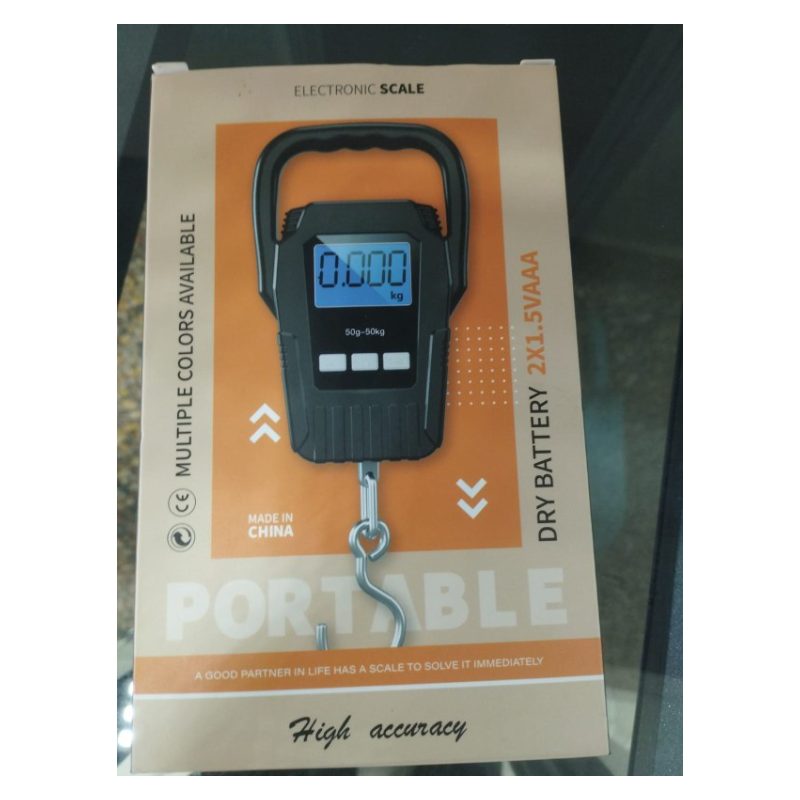 ELECTRONIC SCALE
0.000
kg
50g-50kg
CE MULTIPLE COLORS AVAILABLE
DRY BATTERY 2X1.5VAAA
MADE IN
CHINA
PORTABLE
A GOOD PARTNER IN LIFE HAS A SCALE TO SOLVE IT IMMEDIATELY
High accuracy